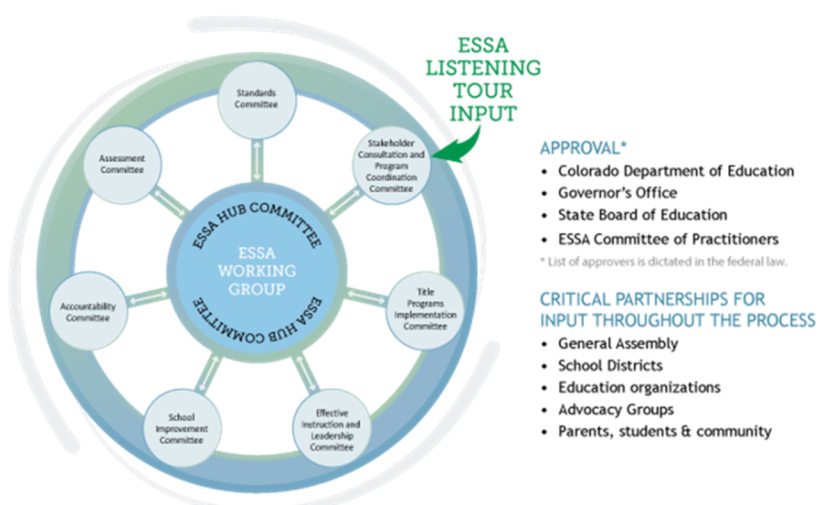 ESSA
LISTENING
TOUR
INPUT
Standards
Committee
Stakeholder
Consultation and
Program
Coordination
Committee
Title
Programs
Implementation
Committee
Effective
Instruction and
Leadership
Committee
School
Improvement
Committee
Accountability
Committee
Assessment
Committee
ESSA HUB COMMITTEE
ESSA
WORKING
GROUP
ESSA HUB COMMITTEE
APPROVAL*
• Colorado Department of Education
• Governor's Office
• State Board of Education
• ESSA Committee of Practitioners
* List of approvers is dictated in the federal law.
CRITICAL PARTNERSHIPS FOR
INPUT THROUGHOUT THE PROCESS
• General Assembly
• School Districts
• Education organizations
• Advocacy Groups
• Parents, students & community